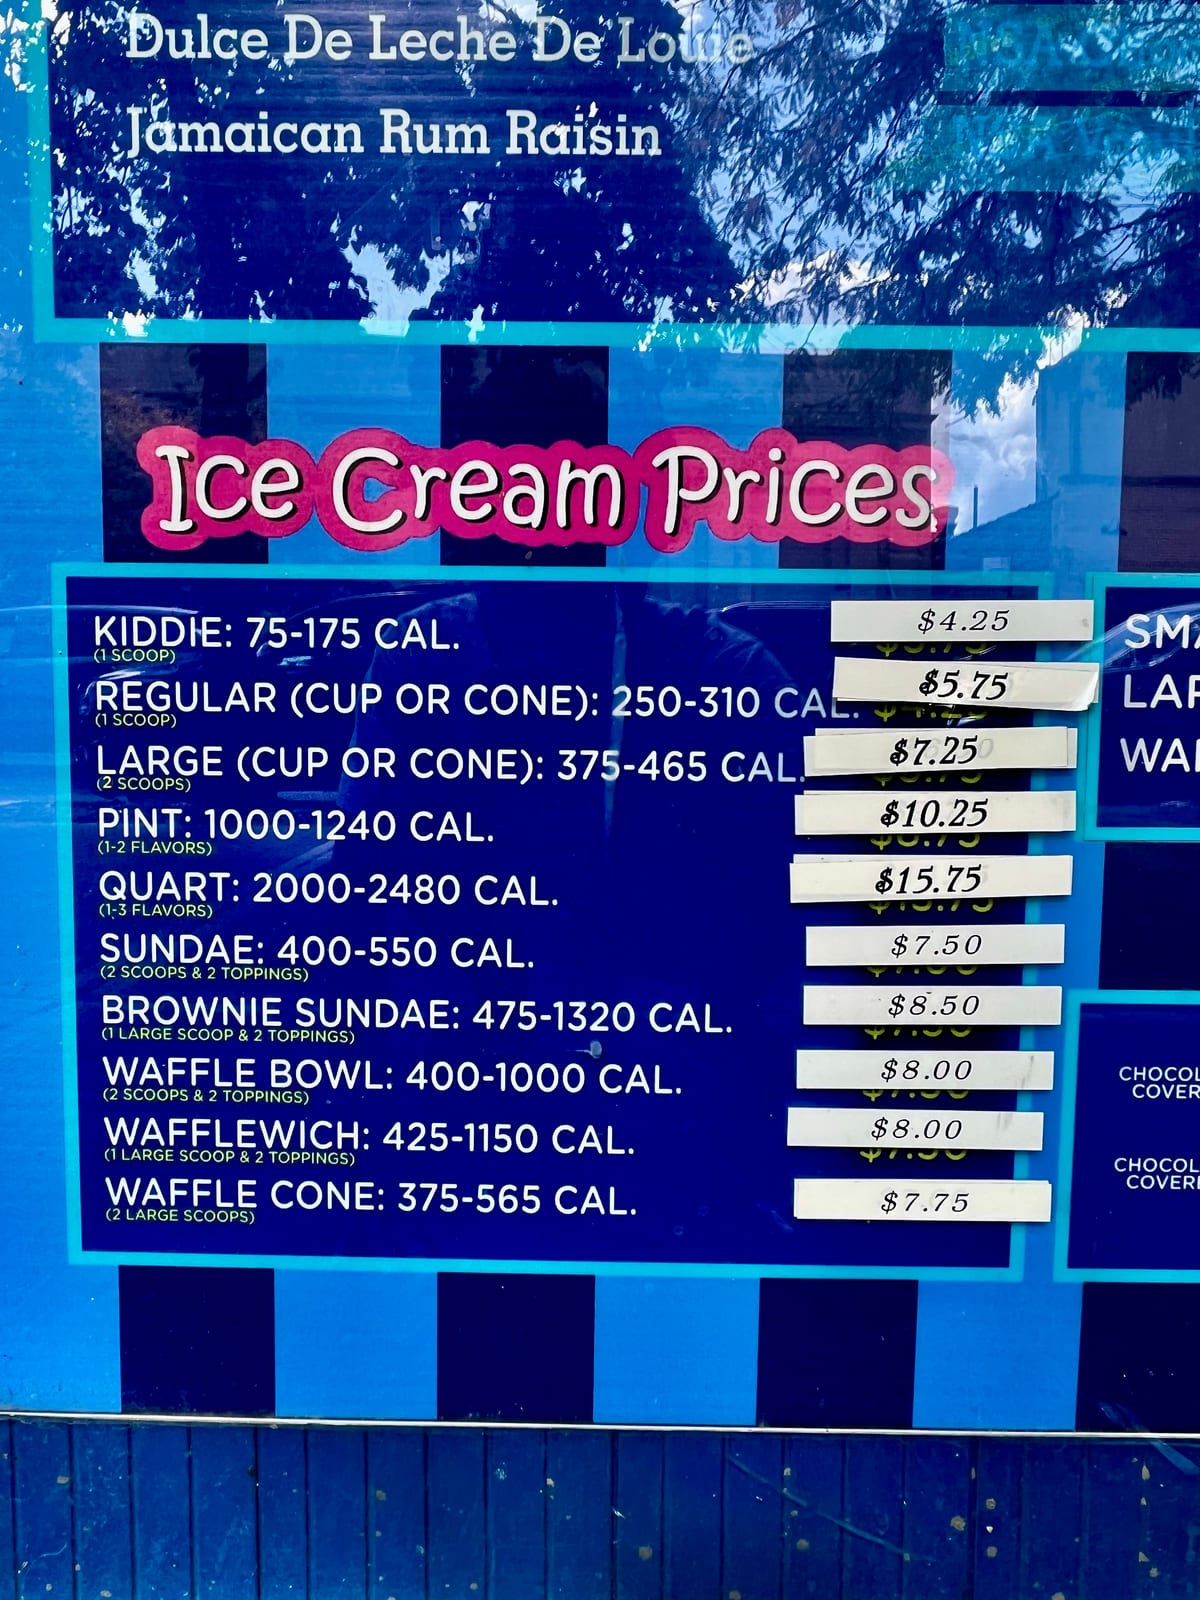 Dulce De Leche De Louie
Jamaican Rum Raisin
Ice Cream Prices
KIDDIE: 75-175 CAL. $4.25
(1 SCOOP)
REGULAR (CUP OR CONE): 250-310 CAL. $5.75
(1 SCOOP)
LARGE (CUP OR CONE): 375-465 CAL. $7.25
(2 SCOOPS)
PINT: 1000-1240 CAL. $10.25
(1-2 FLAVORS)
QUART: 2000-2480 CAL. $15.75
(1-3 FLAVORS)
SUNDAE: 400-550 CAL. $7.50
(2 SCOOPS & 2 TOPPINGS)
BROWNIE SUNDAE: 475-1320 CAL. $8.50
(1 LARGE SCOOP & 2 TOPPINGS)
WAFFLE BOWL: 400-1000 CAL. $8.00
(2 SCOOPS & 2 TOPPINGS)
WAFFLEWICH: 425-1150 CAL. $8.00
(1 LARGE SCOOP & 2 TOPPINGS)
WAFFLE CONE: 375-565 CAL. $7.75
(2 LARGE SCOOPS)